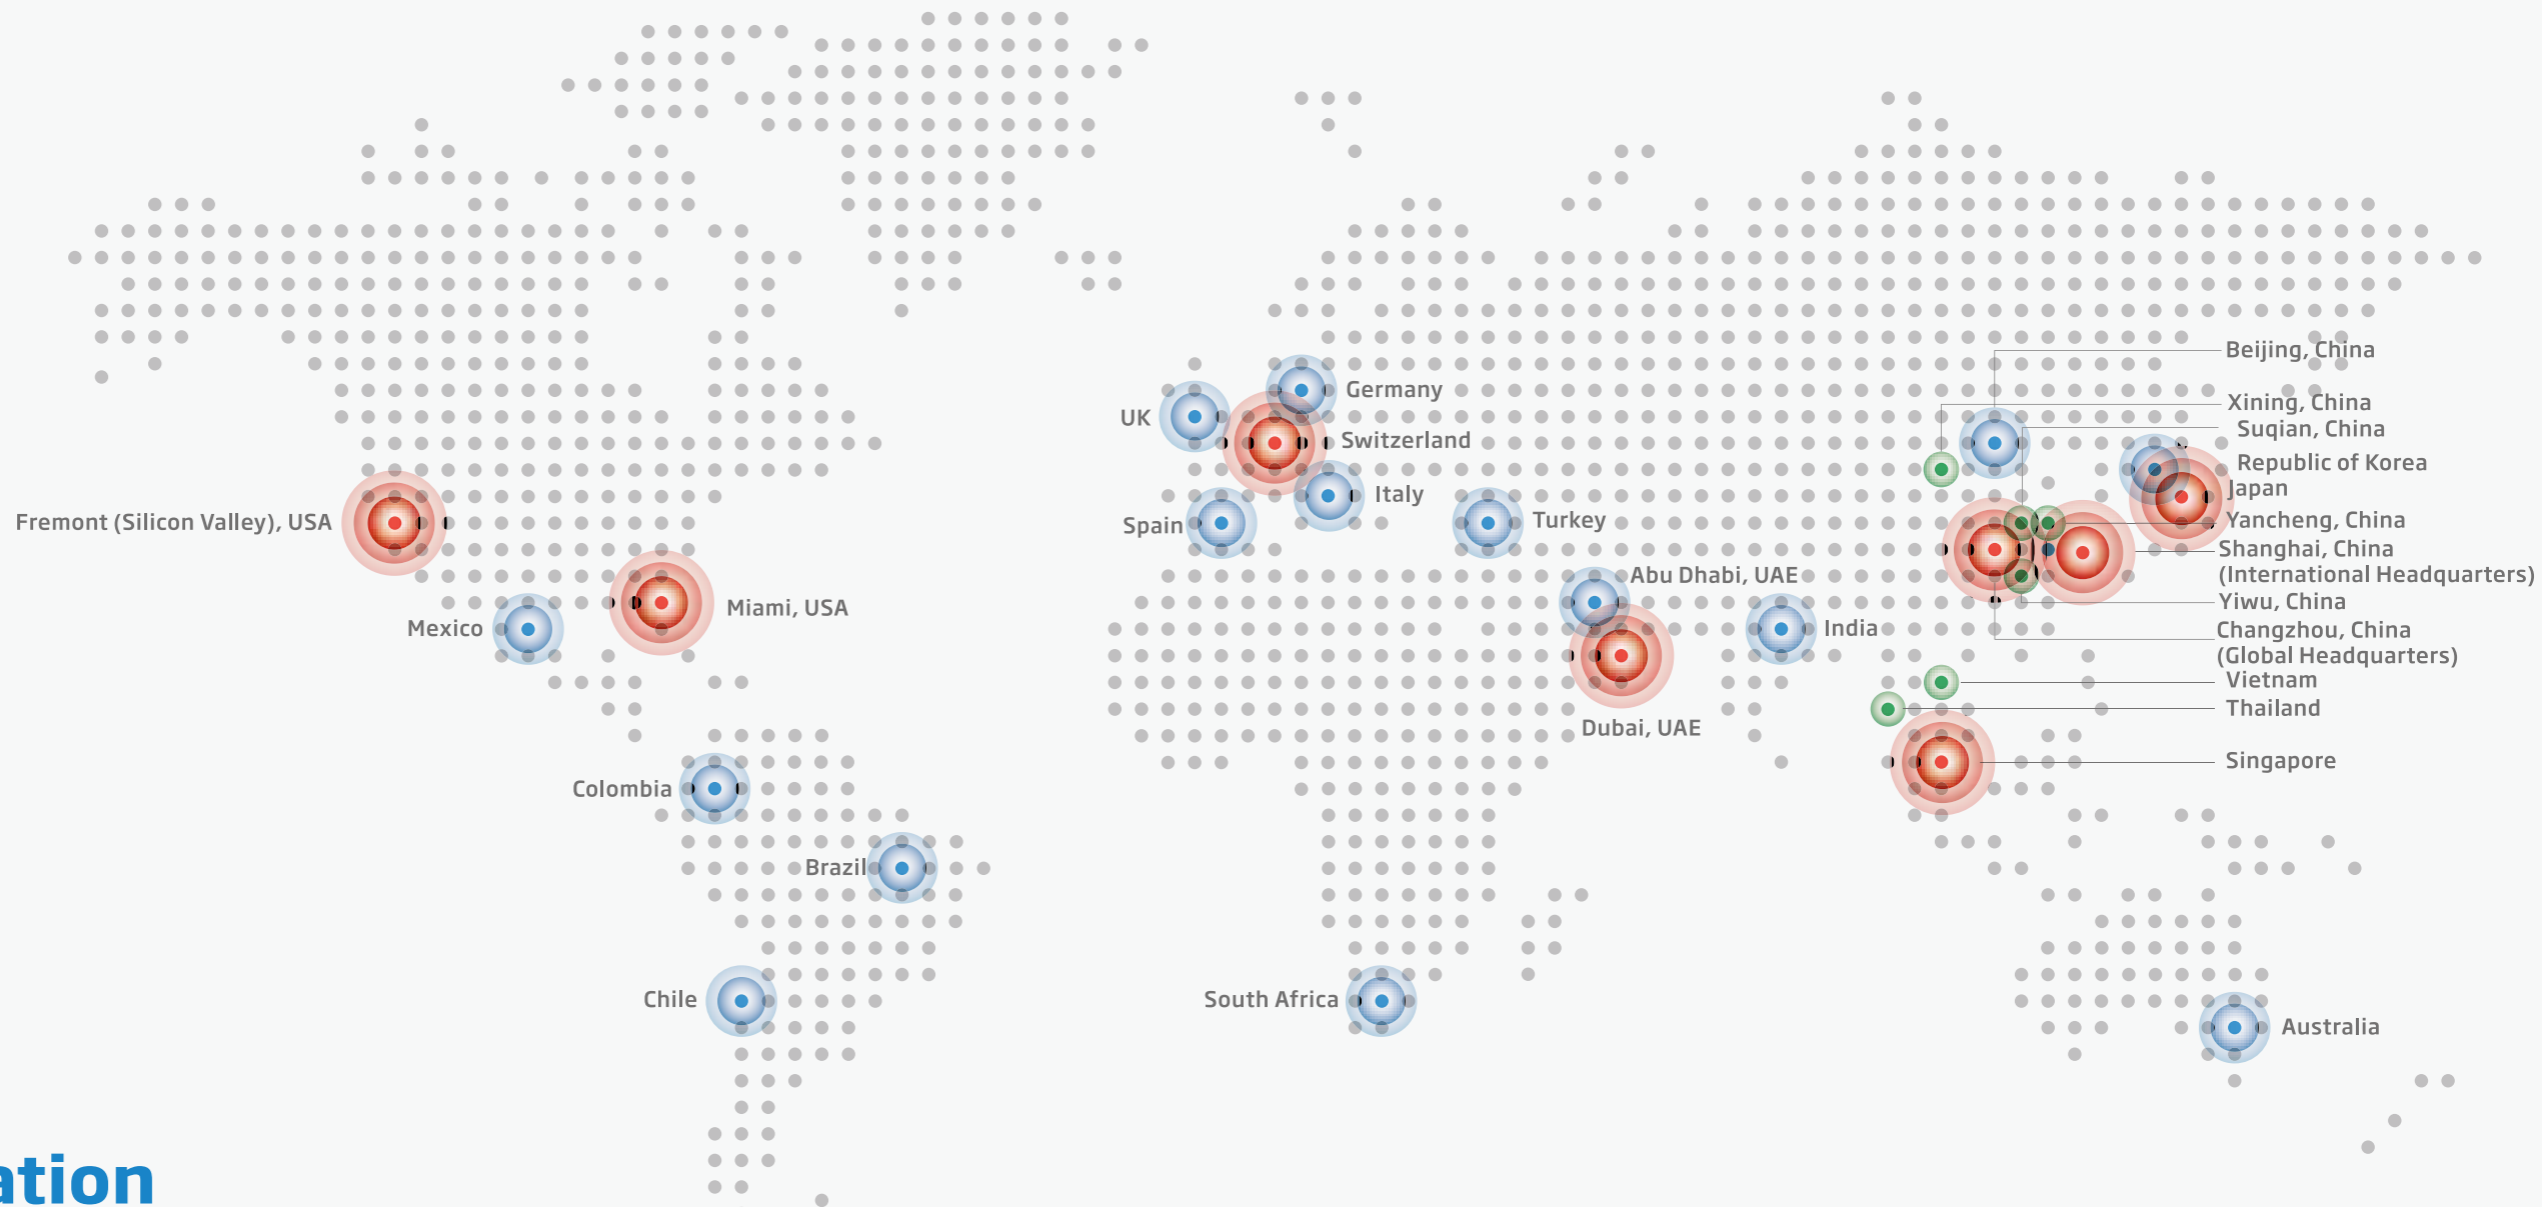 Beijing, China
Germany
Xining, China
UK
Suqian, China
Switzerland
Republic of Korea
Japan
Italy
Fremont (Silicon Valley), USA
Spain
Turkey
Yancheng, China
Shanghai, China
(International Headquarters)
Abu Dhabi, UAE
Yiwu, China
Miami, USA
Mexico
India
Changzhou, China
(Global Headquarters)
Vietnam
Thailand
Dubai, UAE
Singapore
Colombia
Brazil
Chile
South Africa
Australia
ation